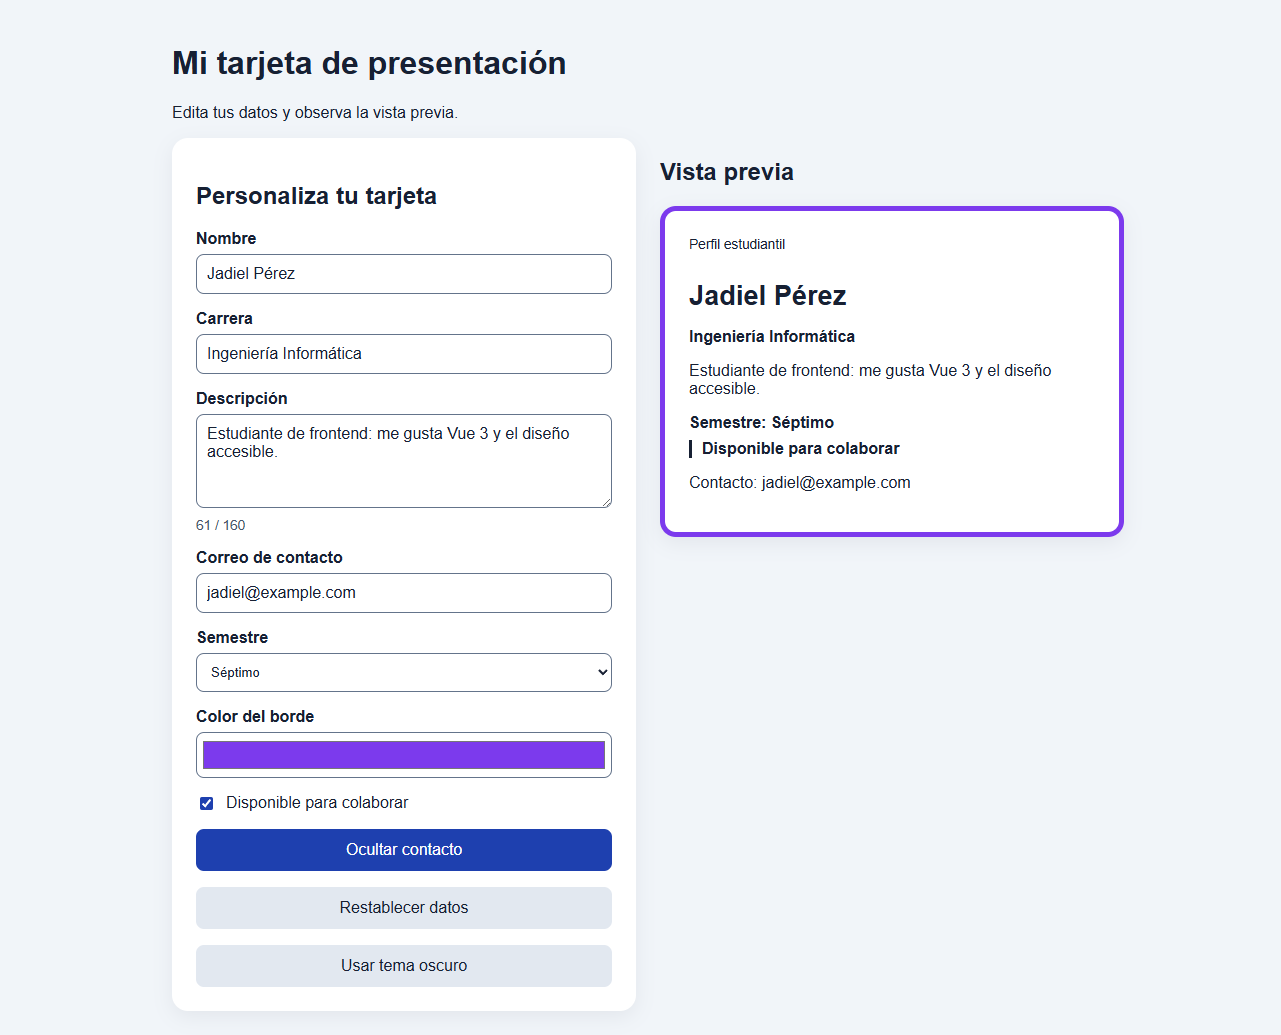 Mi tarjeta de presentación
Edita tus datos y observa la vista previa.
Personaliza tu tarjeta
Nombre
Jadiel Pérez
Carrera
Ingeniería Informática
Descripción
Estudiante de frontend: me gusta Vue 3 y el diseño
accesible.
61 / 160
Correo de contacto
jadiel@example.com
Semestre
Séptimo
Color del borde
Disponible para colaborar
Ocultar contacto
Restablecer datos
Usar tema oscuro
Vista previa
Perfil estudiantil
Jadiel Pérez
Ingeniería Informática
Estudiante de frontend: me gusta Vue 3 y el diseño
accesible.
Semestre: Séptimo
Disponible para colaborar
Contacto: jadiel@example.com